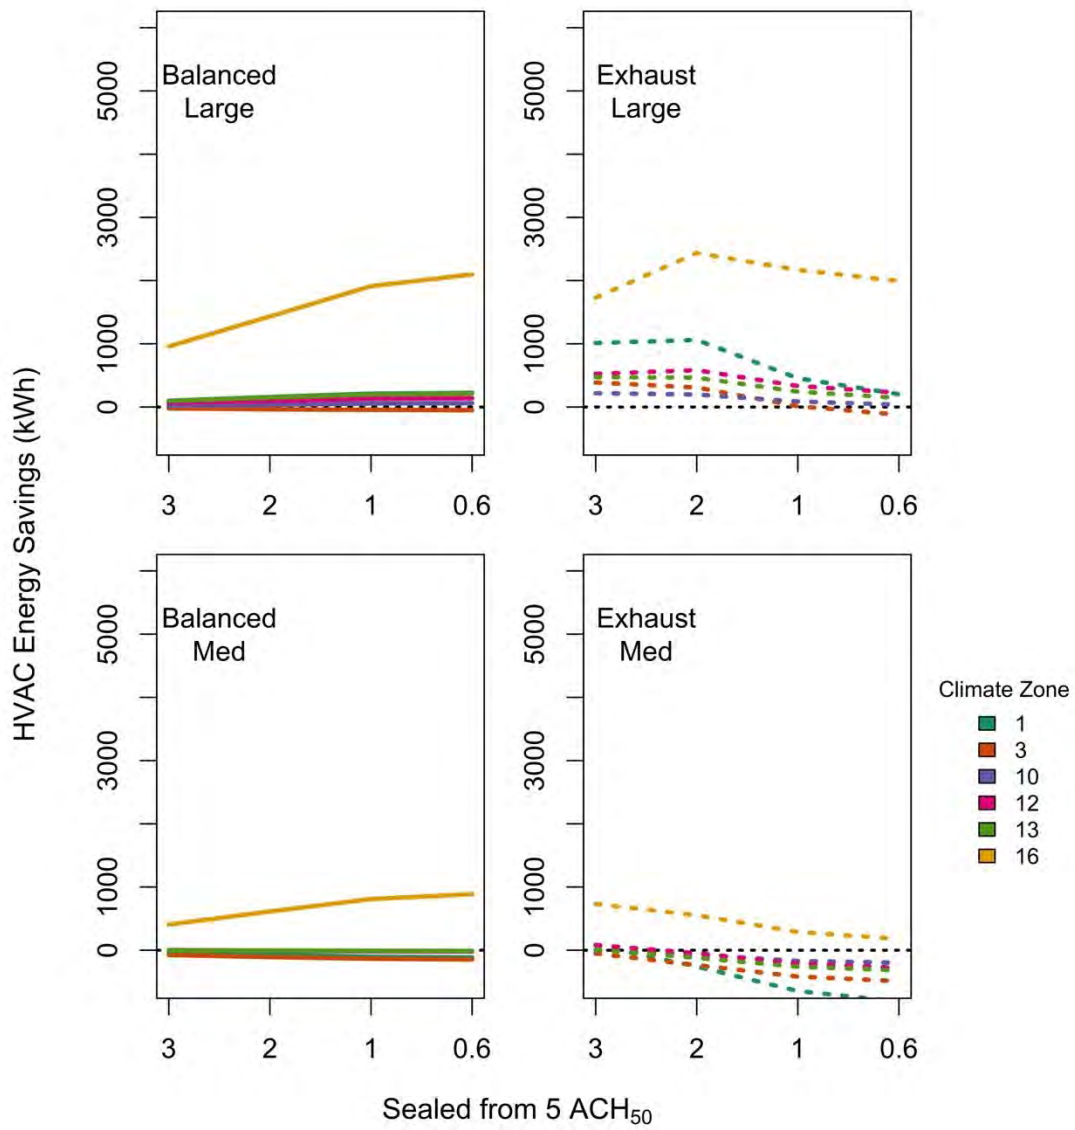 Balanced
Large
5000
3000
1000
0
3 2 1 0.6
Exhaust
Large
5000
3000
1000
0
3 2 1 0.6
HVAC Energy Savings (kWh)
Balanced
Med
5000
3000
1000
0
3 2 1 0.6
Exhaust
Med
5000
3000
1000
0
3 2 1 0.6
Climate Zone
1
3
10
12
13
16
Sealed from 5 ACH₅₀